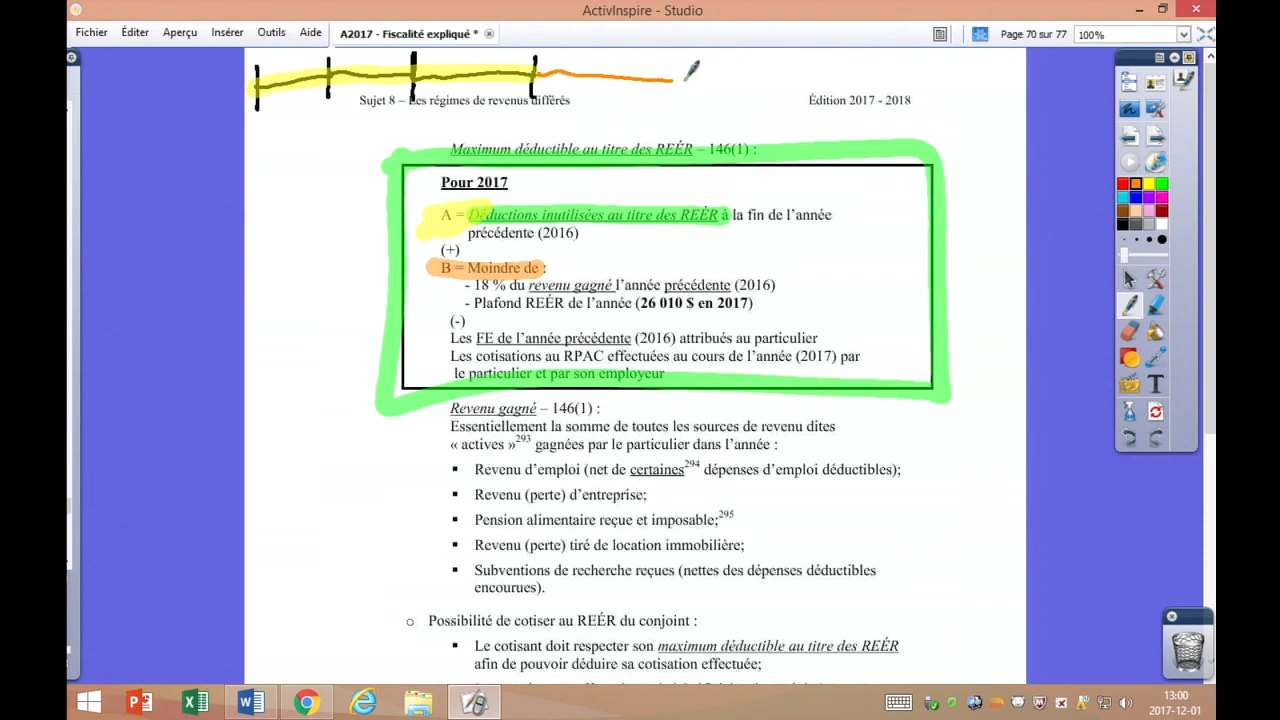 ActivInspire - Studio
Fichier Éditer Aperçu Insérer Outils Aide A2017 - Fiscalité expliqué * Page 70 sur 77 100%
Sujet 8 – Les régimes de revenus différés Édition 2017 - 2018
Maximum déductible au titre des REÉR – 146(1) :
Pour 2017
A = Déductions inutilisées au titre des REÉR à la fin de l’année
précédente (2016)
(+)
B = Moindre de :
- 18 % du revenu gagné l’année précédente (2016)
- Plafond REÉR de l’année (26 010 $ en 2017)
(-)
Les FE de l’année précédente (2016) attribués au particulier
Les cotisations au RPAC effectuées au cours de l’année (2017) par
le particulier et par son employeur
Revenu gagné – 146(1) :
Essentiellement la somme de toutes les sources de revenu dites
« actives »293 gagnées par le particulier dans l’année :
▪ Revenu d’emploi (net de certaines294 dépenses d’emploi déductibles);
▪ Revenu (perte) d’entreprise;
▪ Pension alimentaire reçue et imposable;295
▪ Revenu (perte) tiré de location immobilière;
▪ Subventions de recherche reçues (nettes des dépenses déductibles
encourues).
o Possibilité de cotiser au REÉR du conjoint :
▪ Le cotisant doit respecter son maximum déductible au titre des REÉR
afin de pouvoir déduire sa cotisation effectuée;
13:00
2017-12-01